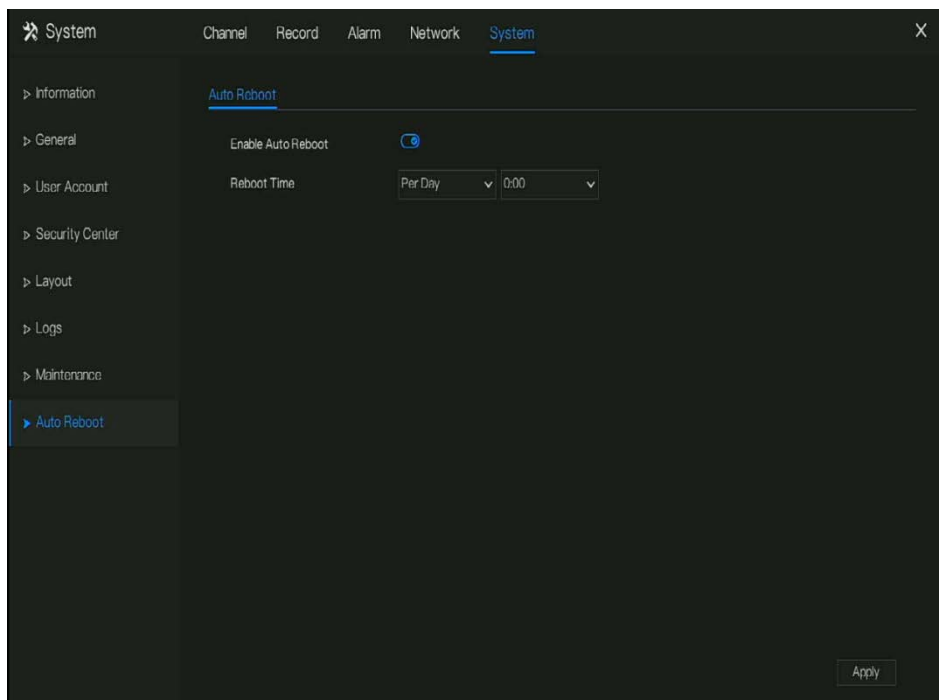 System
Channel Record Alarm Network System X
Information
General
User Account
Security Center
Layout
Logs
Maintenance
Auto Reboot
Auto Reboot
Enable Auto Reboot
Reboot Time Per Day 0:00
Apply